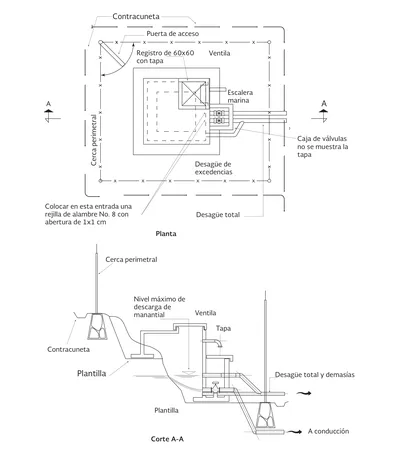 Contracuneta
Puerta de acceso
Registro de 60x60
con tapa
Ventila
Escalera
marina
A
A
Cerca perimetral
Caja de válvulas
no se muestra la
tapa
Desagüe de
excedencias
Colocar en esta entrada una
rejilla de alambre No. 8 con
abertura de 1x1 cm
Desagüe total
Planta
Cerca perimetral
Nivel máximo de
descarga de
manantial
Ventila
Tapa
Contracuneta
Plantilla
Desagüe total y demasías
Plantilla
A conducción
Corte A-A